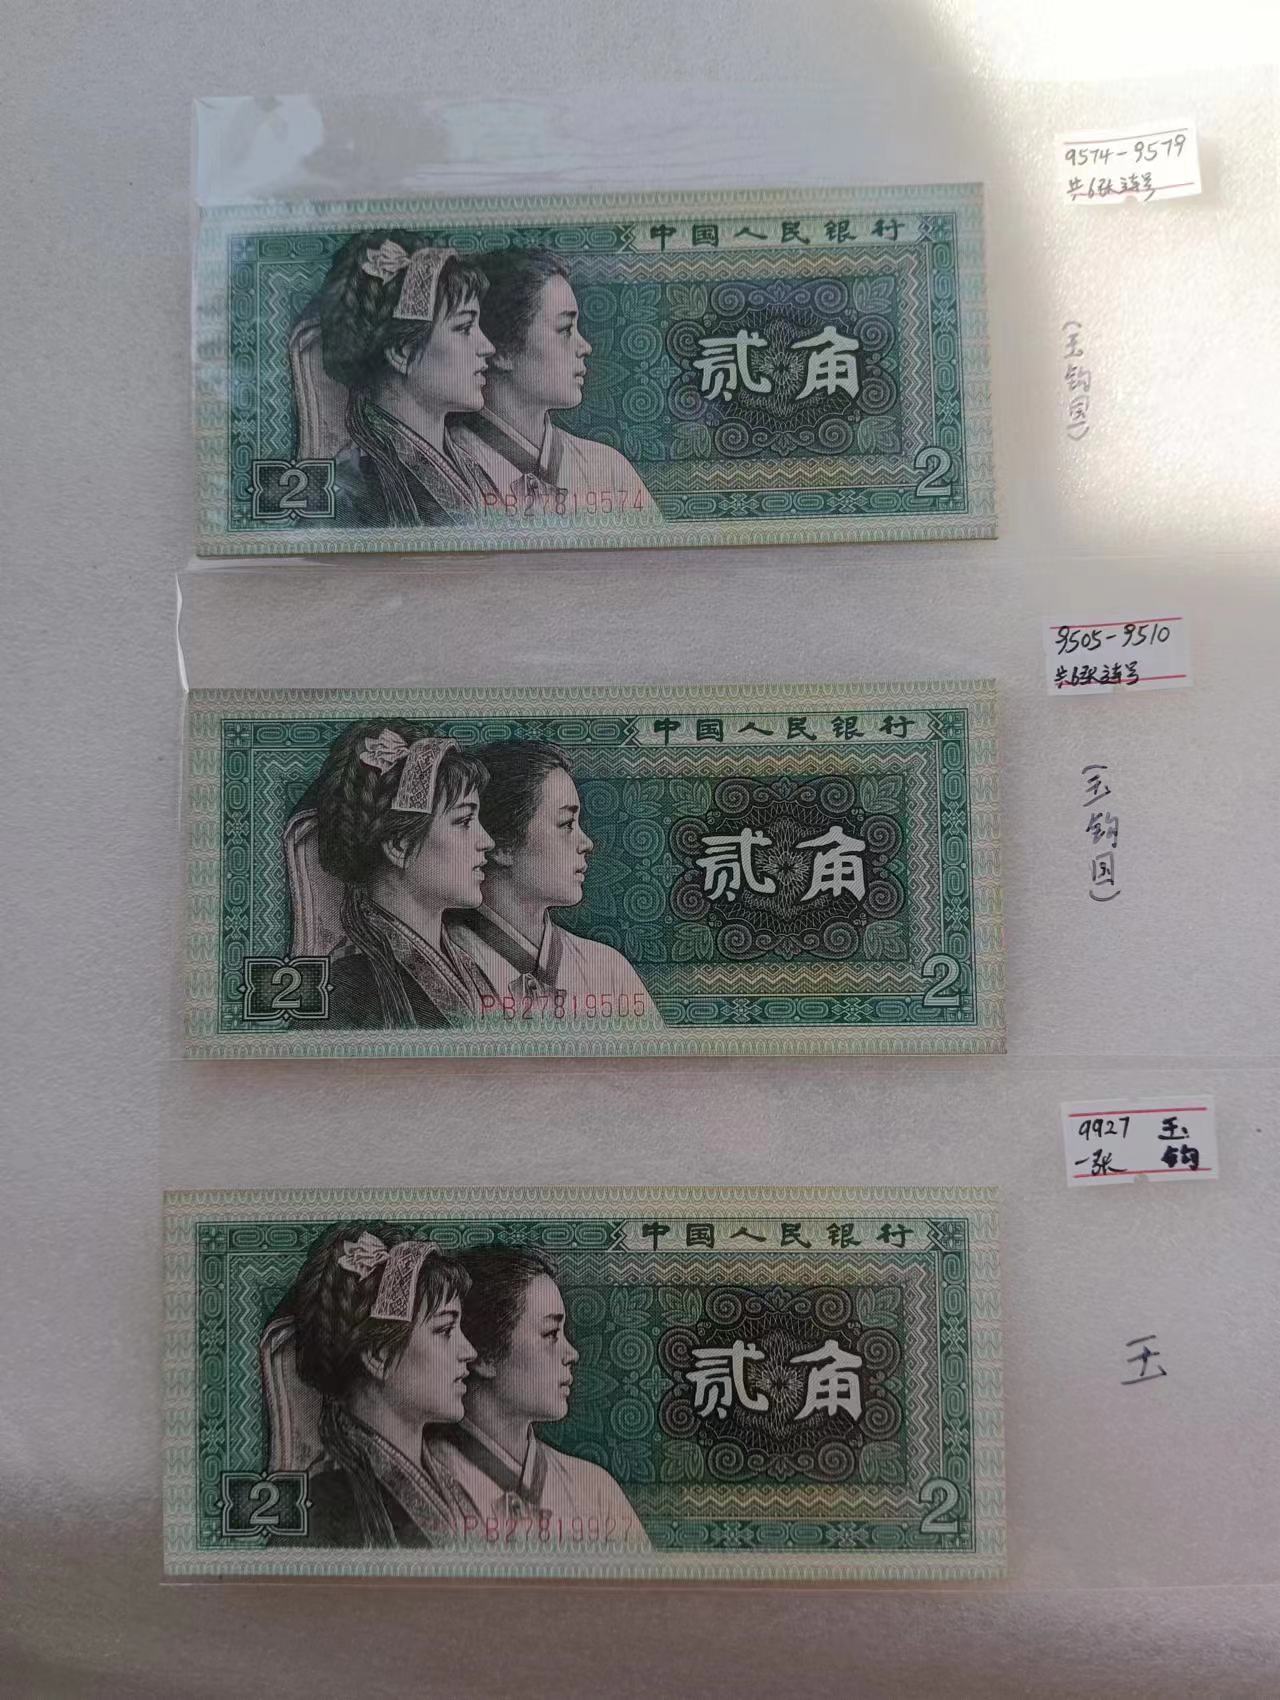 9574-9579
共6张连号
中国人民银行
贰角
(玉钩国)
2
2
PB27819574
9505-9510
共6张连号
中国人民银行
贰角
(玉钩国)
2
2
PB27819505
9927 玉
一张 钩
中国人民银行
贰角
玉
2
2
PB27819927